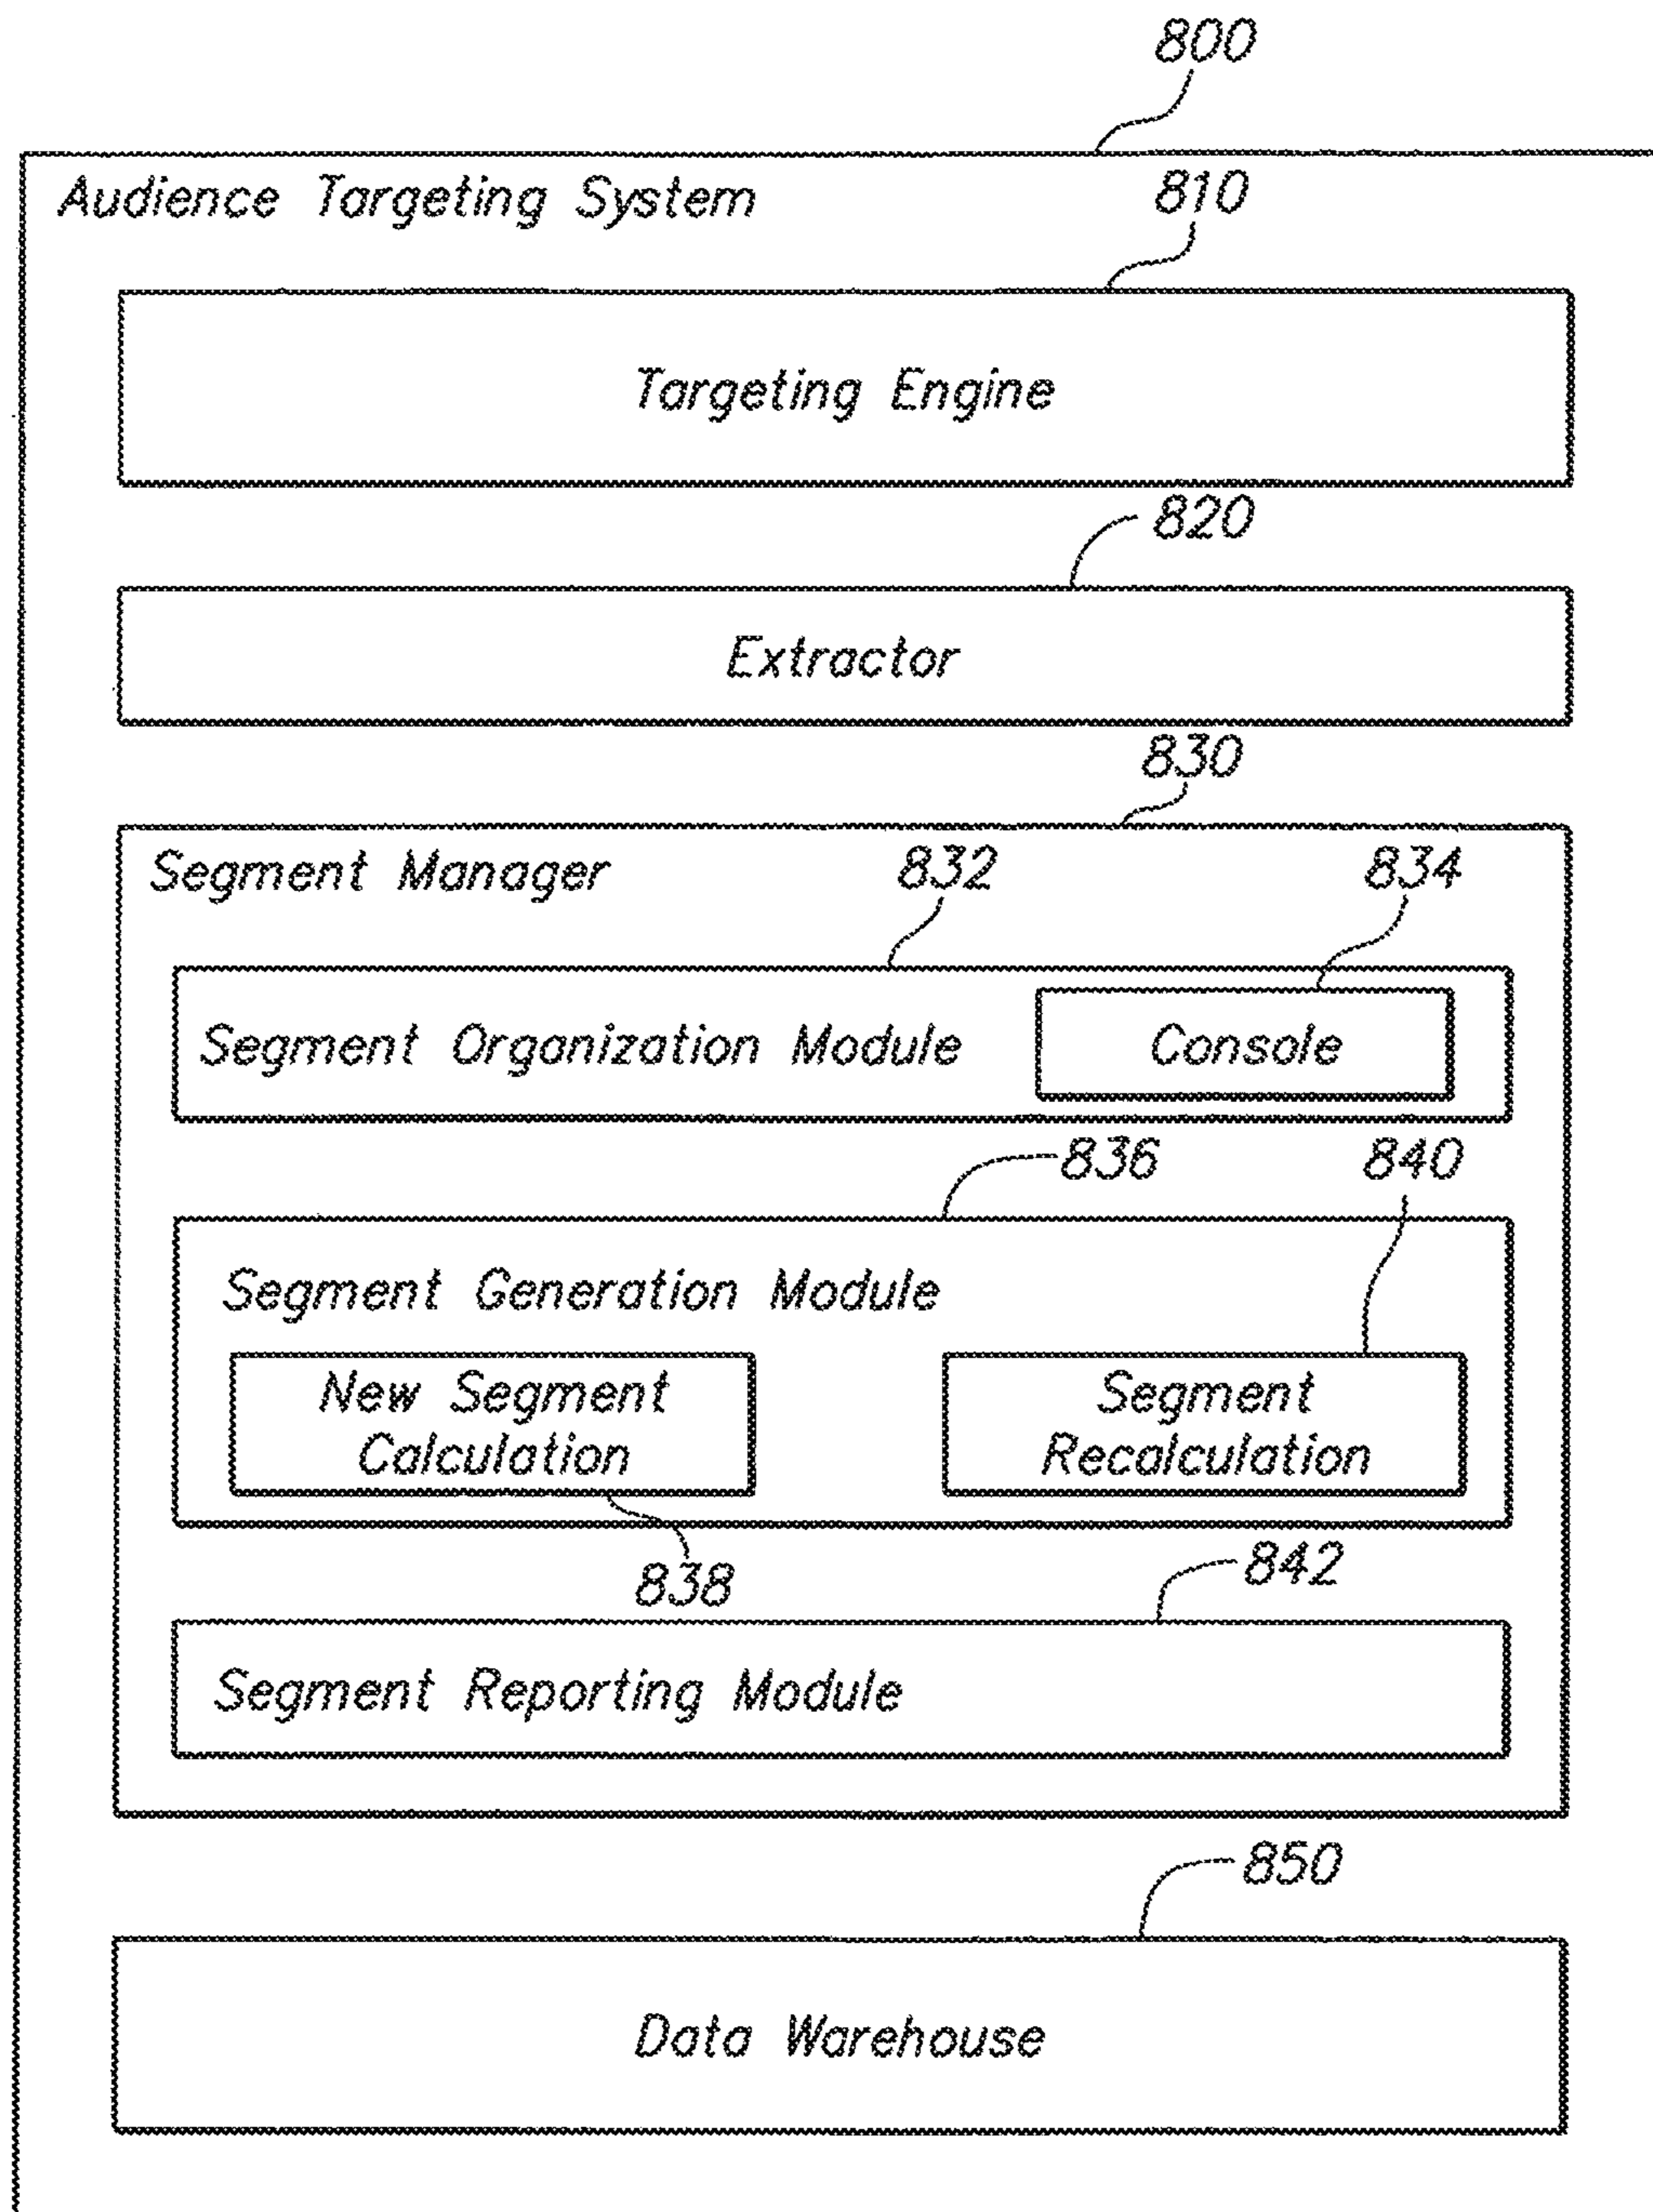 800
Audience Targeting System
810
Targeting Engine
820
Extractor
830
Segment Manager
832
834
Segment Organization Module
Console
836
840
Segment Generation Module
New Segment
Calculation
Segment
Recalculation
838
842
Segment Reporting Module
850
Data Warehouse